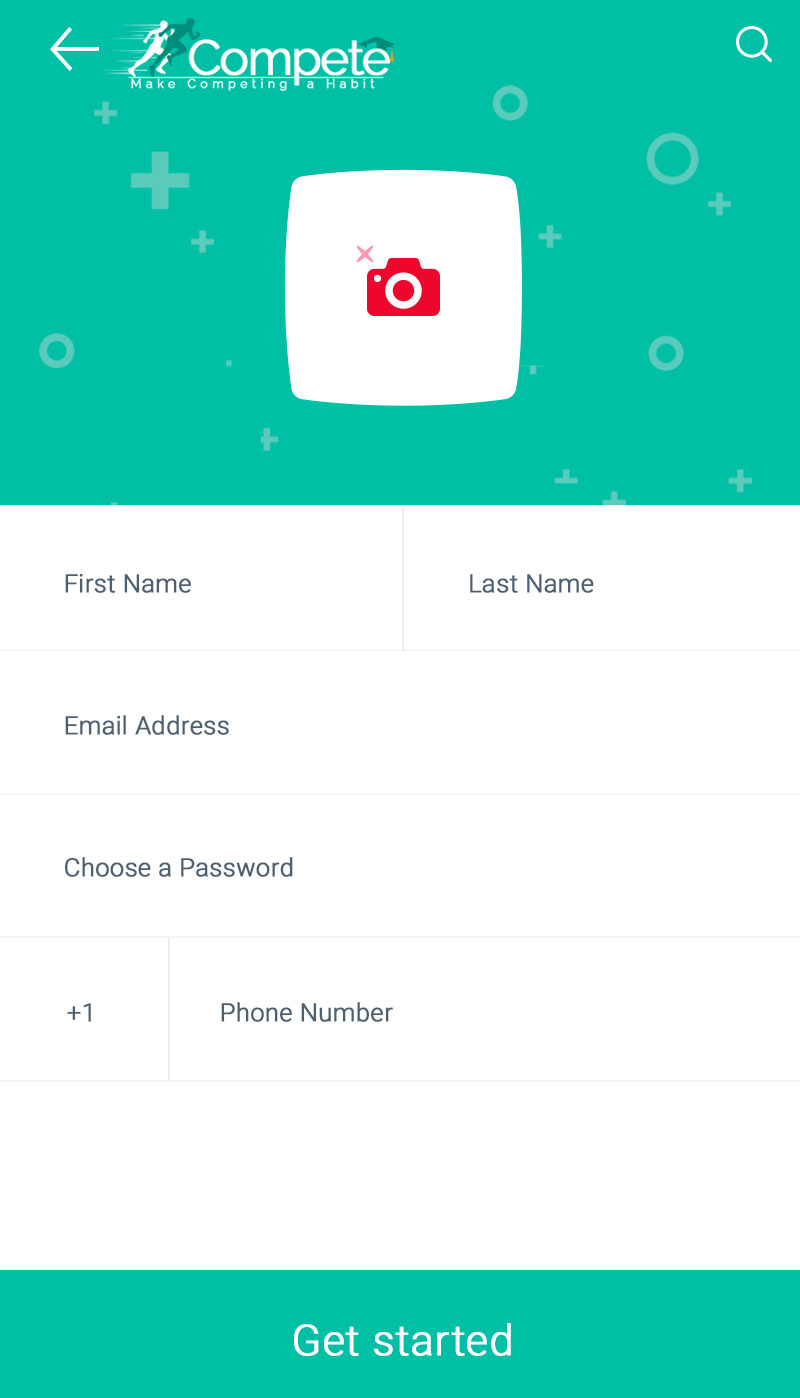 Compete
Make Competing a Habit
First Name
Last Name
Email Address
Choose a Password
+1
Phone Number
Get started